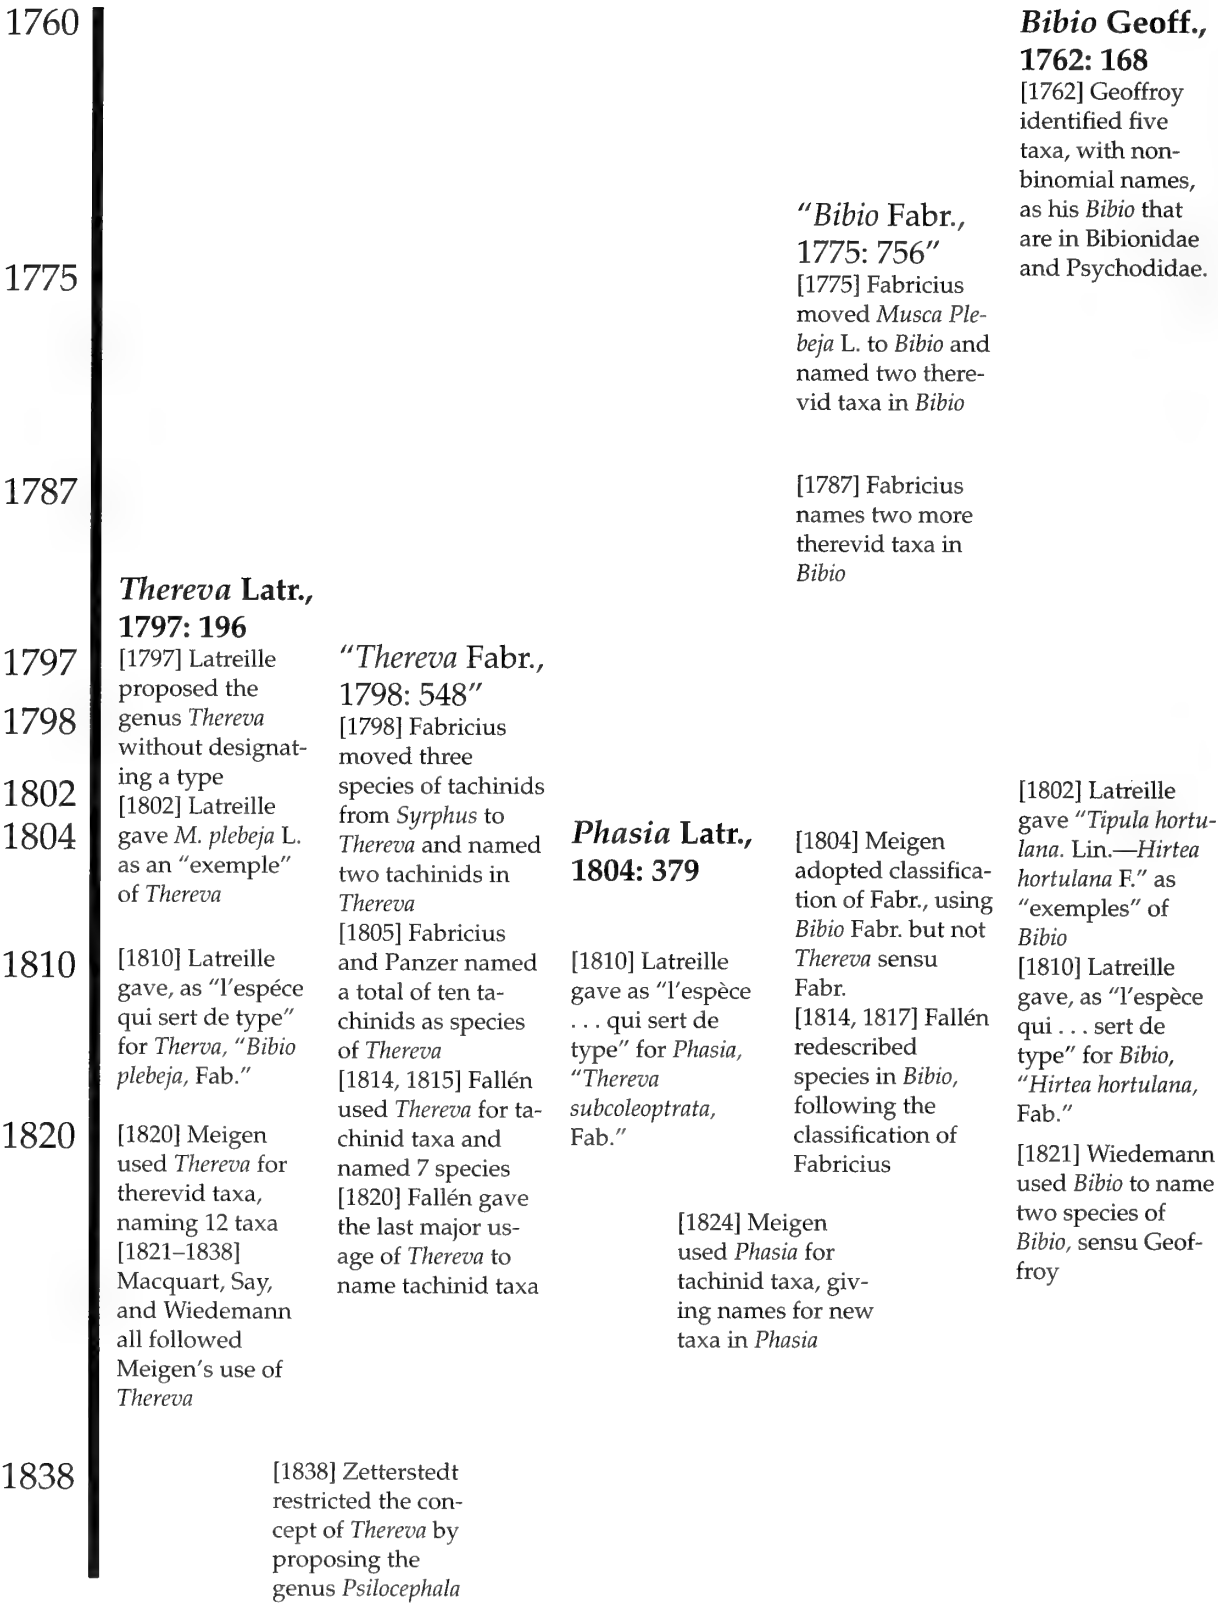 1760
1775
1787
1797
1798
1802
1804
1810
1820
1838
Thereva Latr.,
1797: 196
[1797] Latreille
proposed the
genus Thereva
without designat-
ing a type
[1802] Latreille
gave M. plebeja L.
as an "exemple"
of Thereva
[1810] Latreille
gave, as "l'espéce
qui sert de type"
for Therva, "Bibio
plebeja, Fab."
[1820] Meigen
used Thereva for
therevid taxa,
naming 12 taxa
[1821–1838]
Macquart, Say,
and Wiedemann
all followed
Meigen's use of
Thereva
"Thereva Fabr.,
1798: 548"
[1798] Fabricius
moved three
species of tachinids
from Syrphus to
Thereva and named
two tachinids in
Thereva
[1805] Fabricius
and Panzer named
a total of ten ta-
chinids as species
of Thereva
[1814, 1815] Fallén
used Thereva for ta-
chinid taxa and
named 7 species
[1820] Fallén gave
the last major us-
age of Thereva to
name tachinid taxa
[1838] Zetterstedt
restricted the con-
cept of Thereva by
proposing the
genus Psilocephala
Phasia Latr.,
1804: 379
[1810] Latreille
gave as "l'espèce
. . . qui sert de
type" for Phasia,
"Thereva
subcoleoptrata,
Fab."
[1824] Meigen
used Phasia for
tachinid taxa, giv-
ing names for new
taxa in Phasia
"Bibio Fabr.,
1775: 756"
[1775] Fabricius
moved Musca Ple-
beja L. to Bibio and
named two there-
vid taxa in Bibio
[1787] Fabricius
names two more
therevid taxa in
Bibio
[1804] Meigen
adopted classifica-
tion of Fabr., using
Bibio Fabr. but not
Thereva sensu
Fabr.
[1814, 1817] Fallén
redescribed
species in Bibio,
following the
classification of
Fabricius
Bibio Geoff.,
1762: 168
[1762] Geoffroy
identified five
taxa, with non-
binomial names,
as his Bibio that
are in Bibionidae
and Psychodidae.
[1802] Latreille
gave "Tipula hortu-
lana. Lin.—Hirtea
hortulana F." as
"exemples" of
Bibio
[1810] Latreille
gave, as "l'espèce
qui . . . sert de
type" for Bibio,
"Hirtea hortulana,
Fab."
[1821] Wiedemann
used Bibio to name
two species of
Bibio, sensu Geof-
froy